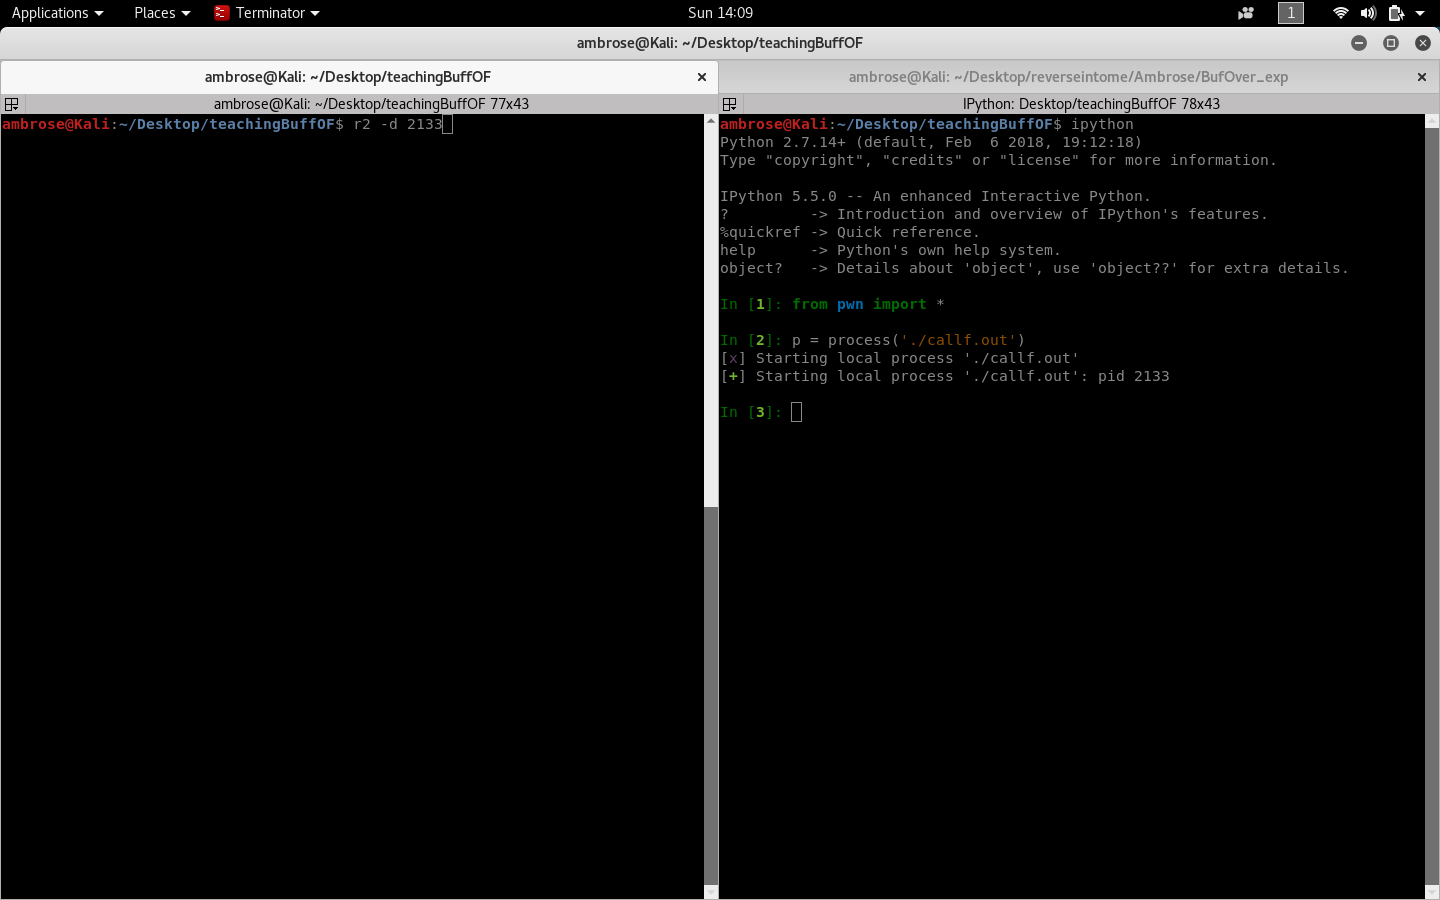 Applications Places Terminator Sun 14:09 1
ambrose@Kali: ~/Desktop/teachingBuffOF
ambrose@Kali: ~/Desktop/teachingBuffOF
ambrose@Kali: ~/Desktop/teachingBuffOF 77x43
ambrose@Kali:~/Desktop/teachingBuffOF$ r2 -d 2133
ambrose@Kali: ~/Desktop/reverseintome/Ambrose/BufOver_exp
IPython: Desktop/teachingBuffOF 78x43
ambrose@Kali:~/Desktop/teachingBuffOF$ ipython
Python 2.7.14+ (default, Feb  6 2018, 19:12:18)
Type "copyright", "credits" or "license" for more information.
IPython 5.5.0 -- An enhanced Interactive Python.
?         -> Introduction and overview of IPython's features.
%quickref -> Quick reference.
help      -> Python's own help system.
object?   -> Details about 'object', use 'object??' for extra details.
In [1]: from pwn import *
In [2]: p = process('./callf.out')
[x] Starting local process './callf.out'
[+] Starting local process './callf.out': pid 2133
In [3]: